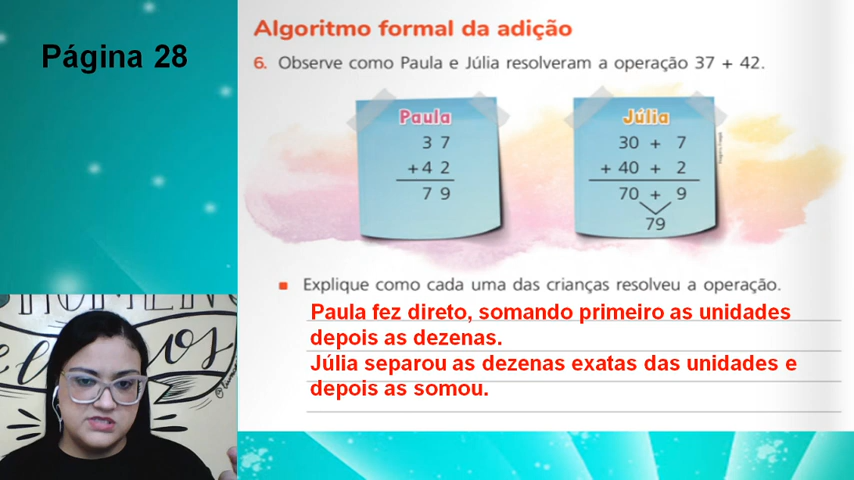 Página 28
Algoritmo formal da adição
6. Observe como Paula e Júlia resolveram a operação 37 + 42.
Paula
3 7
+ 4 2
7 9
Júlia
30 + 7
+ 40 + 2
70 + 9
79
■ Explique como cada uma das crianças resolveu a operação.
Paula fez direto, somando primeiro as unidades
depois as dezenas.
Júlia separou as dezenas exatas das unidades e
depois as somou.